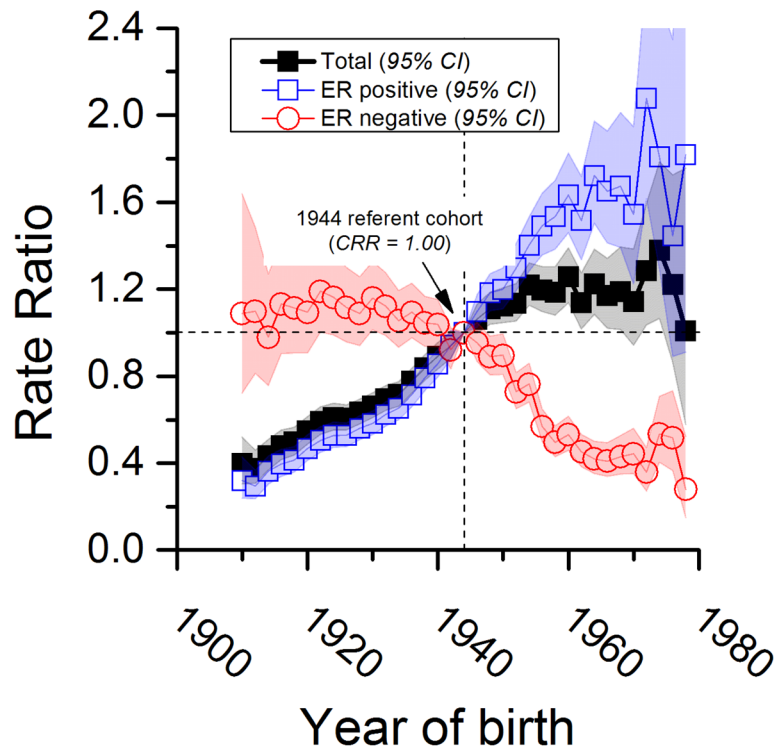 2.4
2.0
1.6
1.2
0.8
0.4
0.0
Rate Ratio
Total (95% CI)
ER positive (95% CI)
ER negative (95% CI)
1944 referent cohort
(CRR = 1.00)
1900
1920
1940
1960
1980
Year of birth